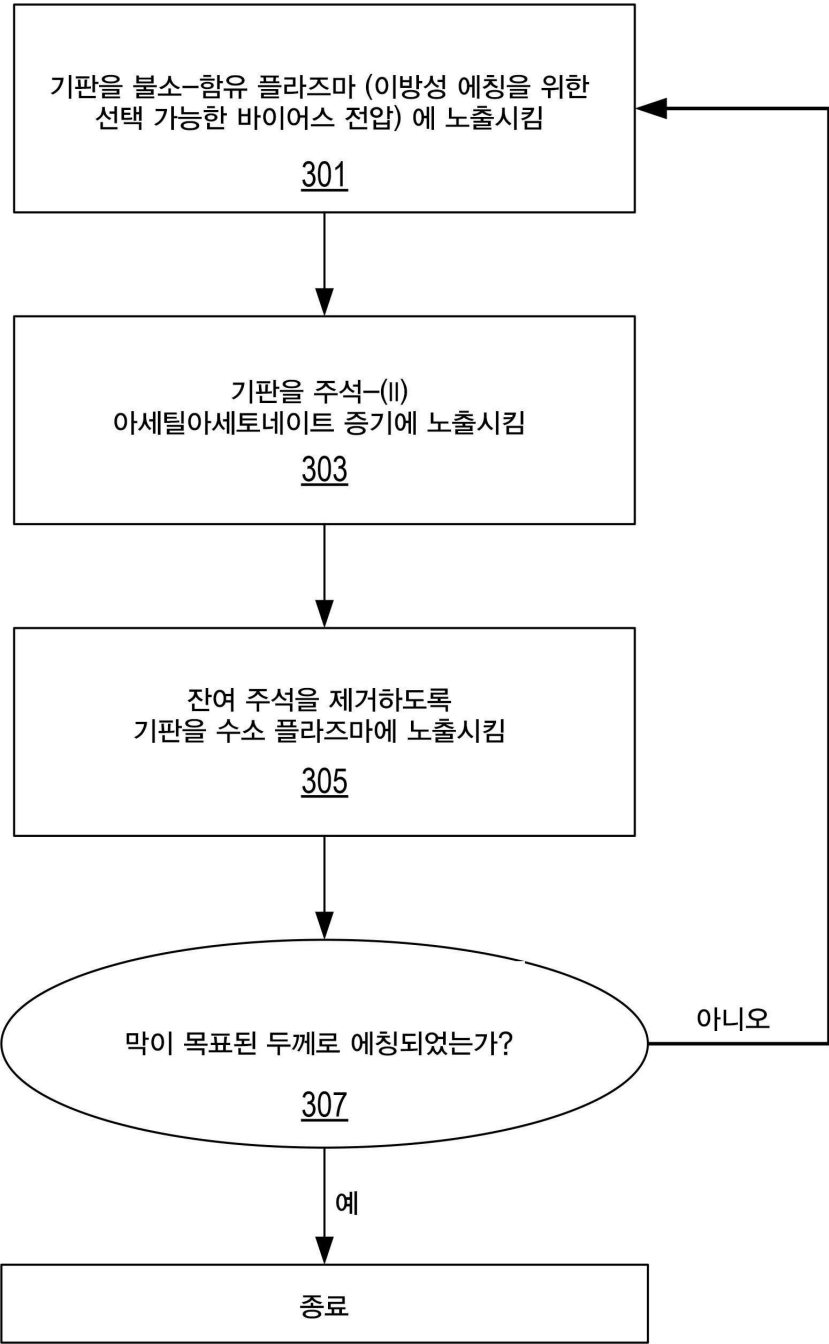 기판을 불소–함유 플라즈마 (이방성 에칭을 위한
선택 가능한 바이어스 전압) 에 노출시킴
301
기판을 주석–(II)
아세틸아세토네이트 증기에 노출시킴
303
잔여 주석을 제거하도록
기판을 수소 플라즈마에 노출시킴
305
막이 목표된 두께로 에칭되었는가?
307
아니오
예
종료